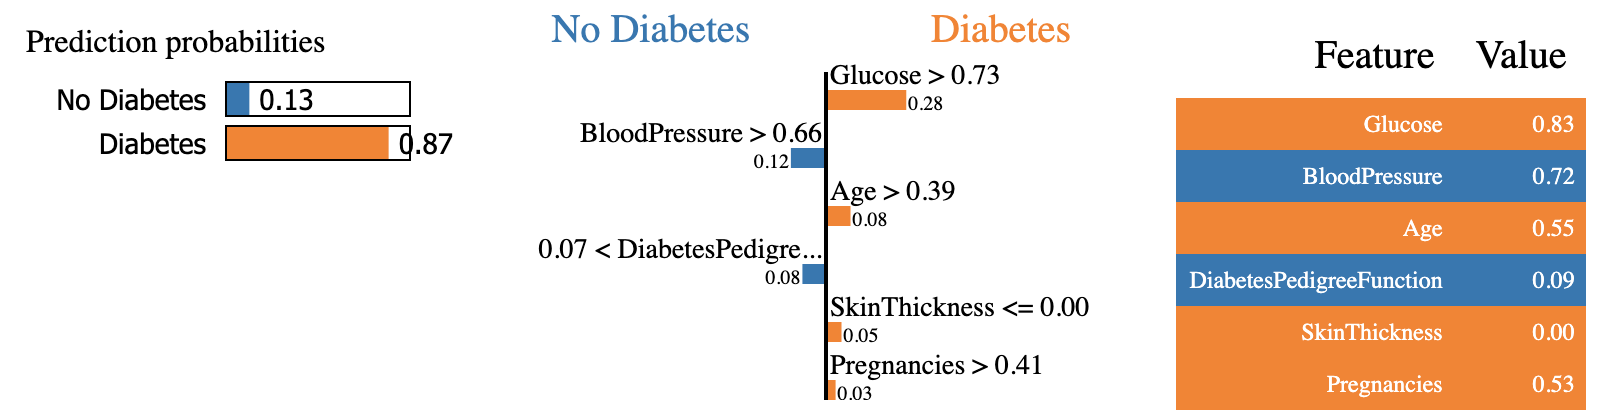 Prediction probabilities
No Diabetes 0.13
Diabetes 0.87
No Diabetes Diabetes
Glucose > 0.73
0.28
BloodPressure > 0.66
0.12
Age > 0.39
0.08
0.07 < DiabetesPedigre...
0.08
SkinThickness <= 0.00
0.05
Pregnancies > 0.41
0.03
Feature Value
Glucose 0.83
BloodPressure 0.72
Age 0.55
DiabetesPedigreeFunction 0.09
SkinThickness 0.00
Pregnancies 0.53